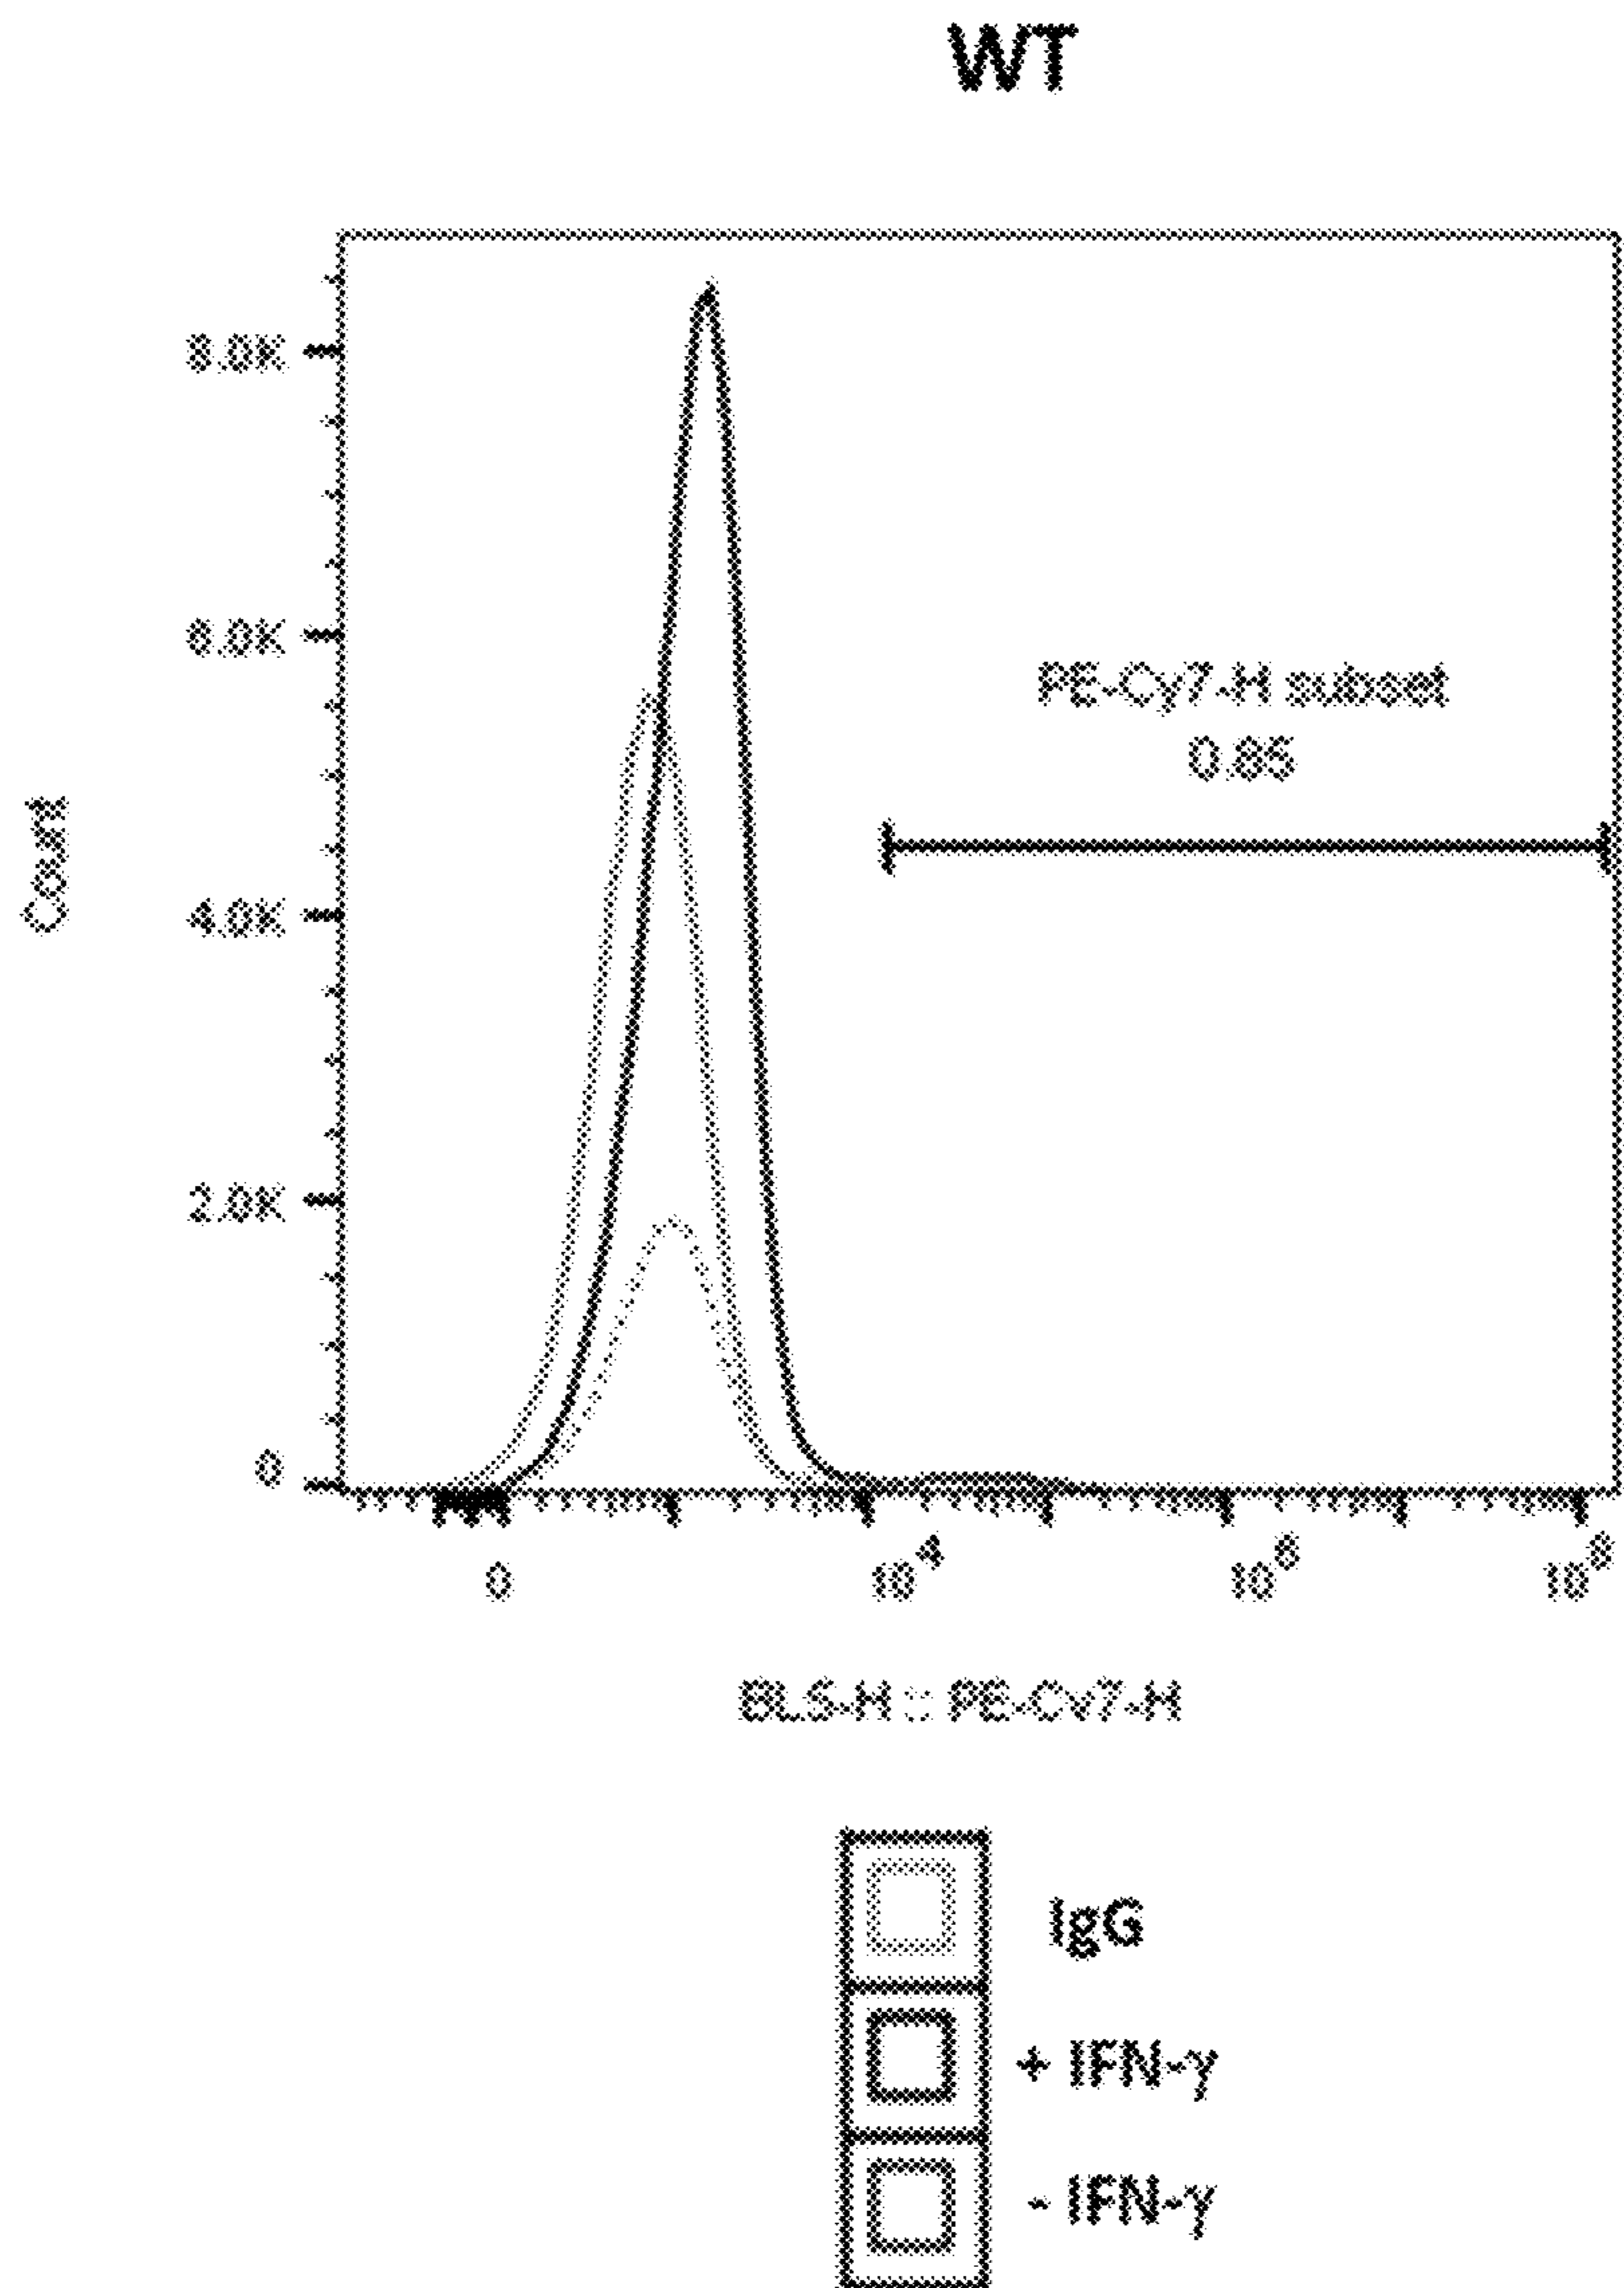 WT
8.0K
6.0K
4.0K
2.0K
0
Count
PE-Cy7-H subset
0.85
0
10^4
10^6
10^8
BL5-H :: PE-Cy7-H
IgG
+ IFN-γ
- IFN-γ